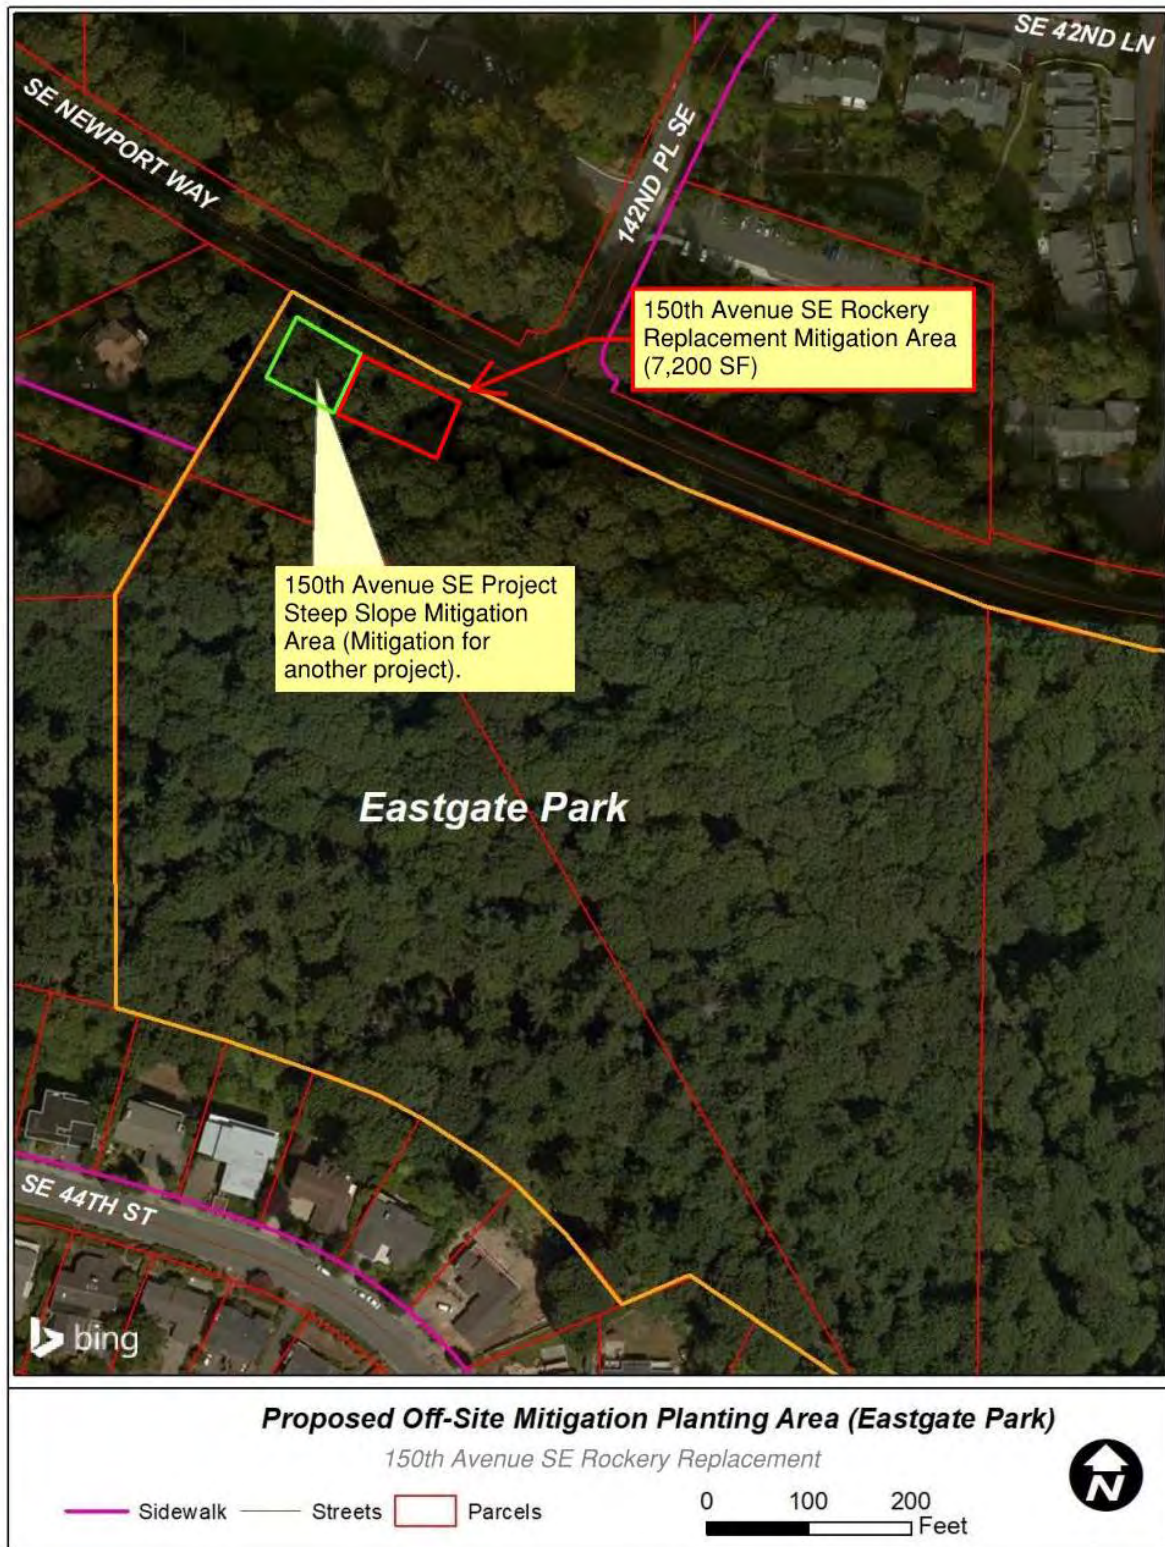 SE 42ND LN
SE NEWPORT WAY
142ND PL SE
150th Avenue SE Rockery
Replacement Mitigation Area
(7,200 SF)
150th Avenue SE Project
Steep Slope Mitigation
Area (Mitigation for
another project).
Eastgate Park
SE 44TH ST
bing
Proposed Off-Site Mitigation Planting Area (Eastgate Park)
150th Avenue SE Rockery Replacement
Sidewalk Streets Parcels
0 100 200
Feet
N